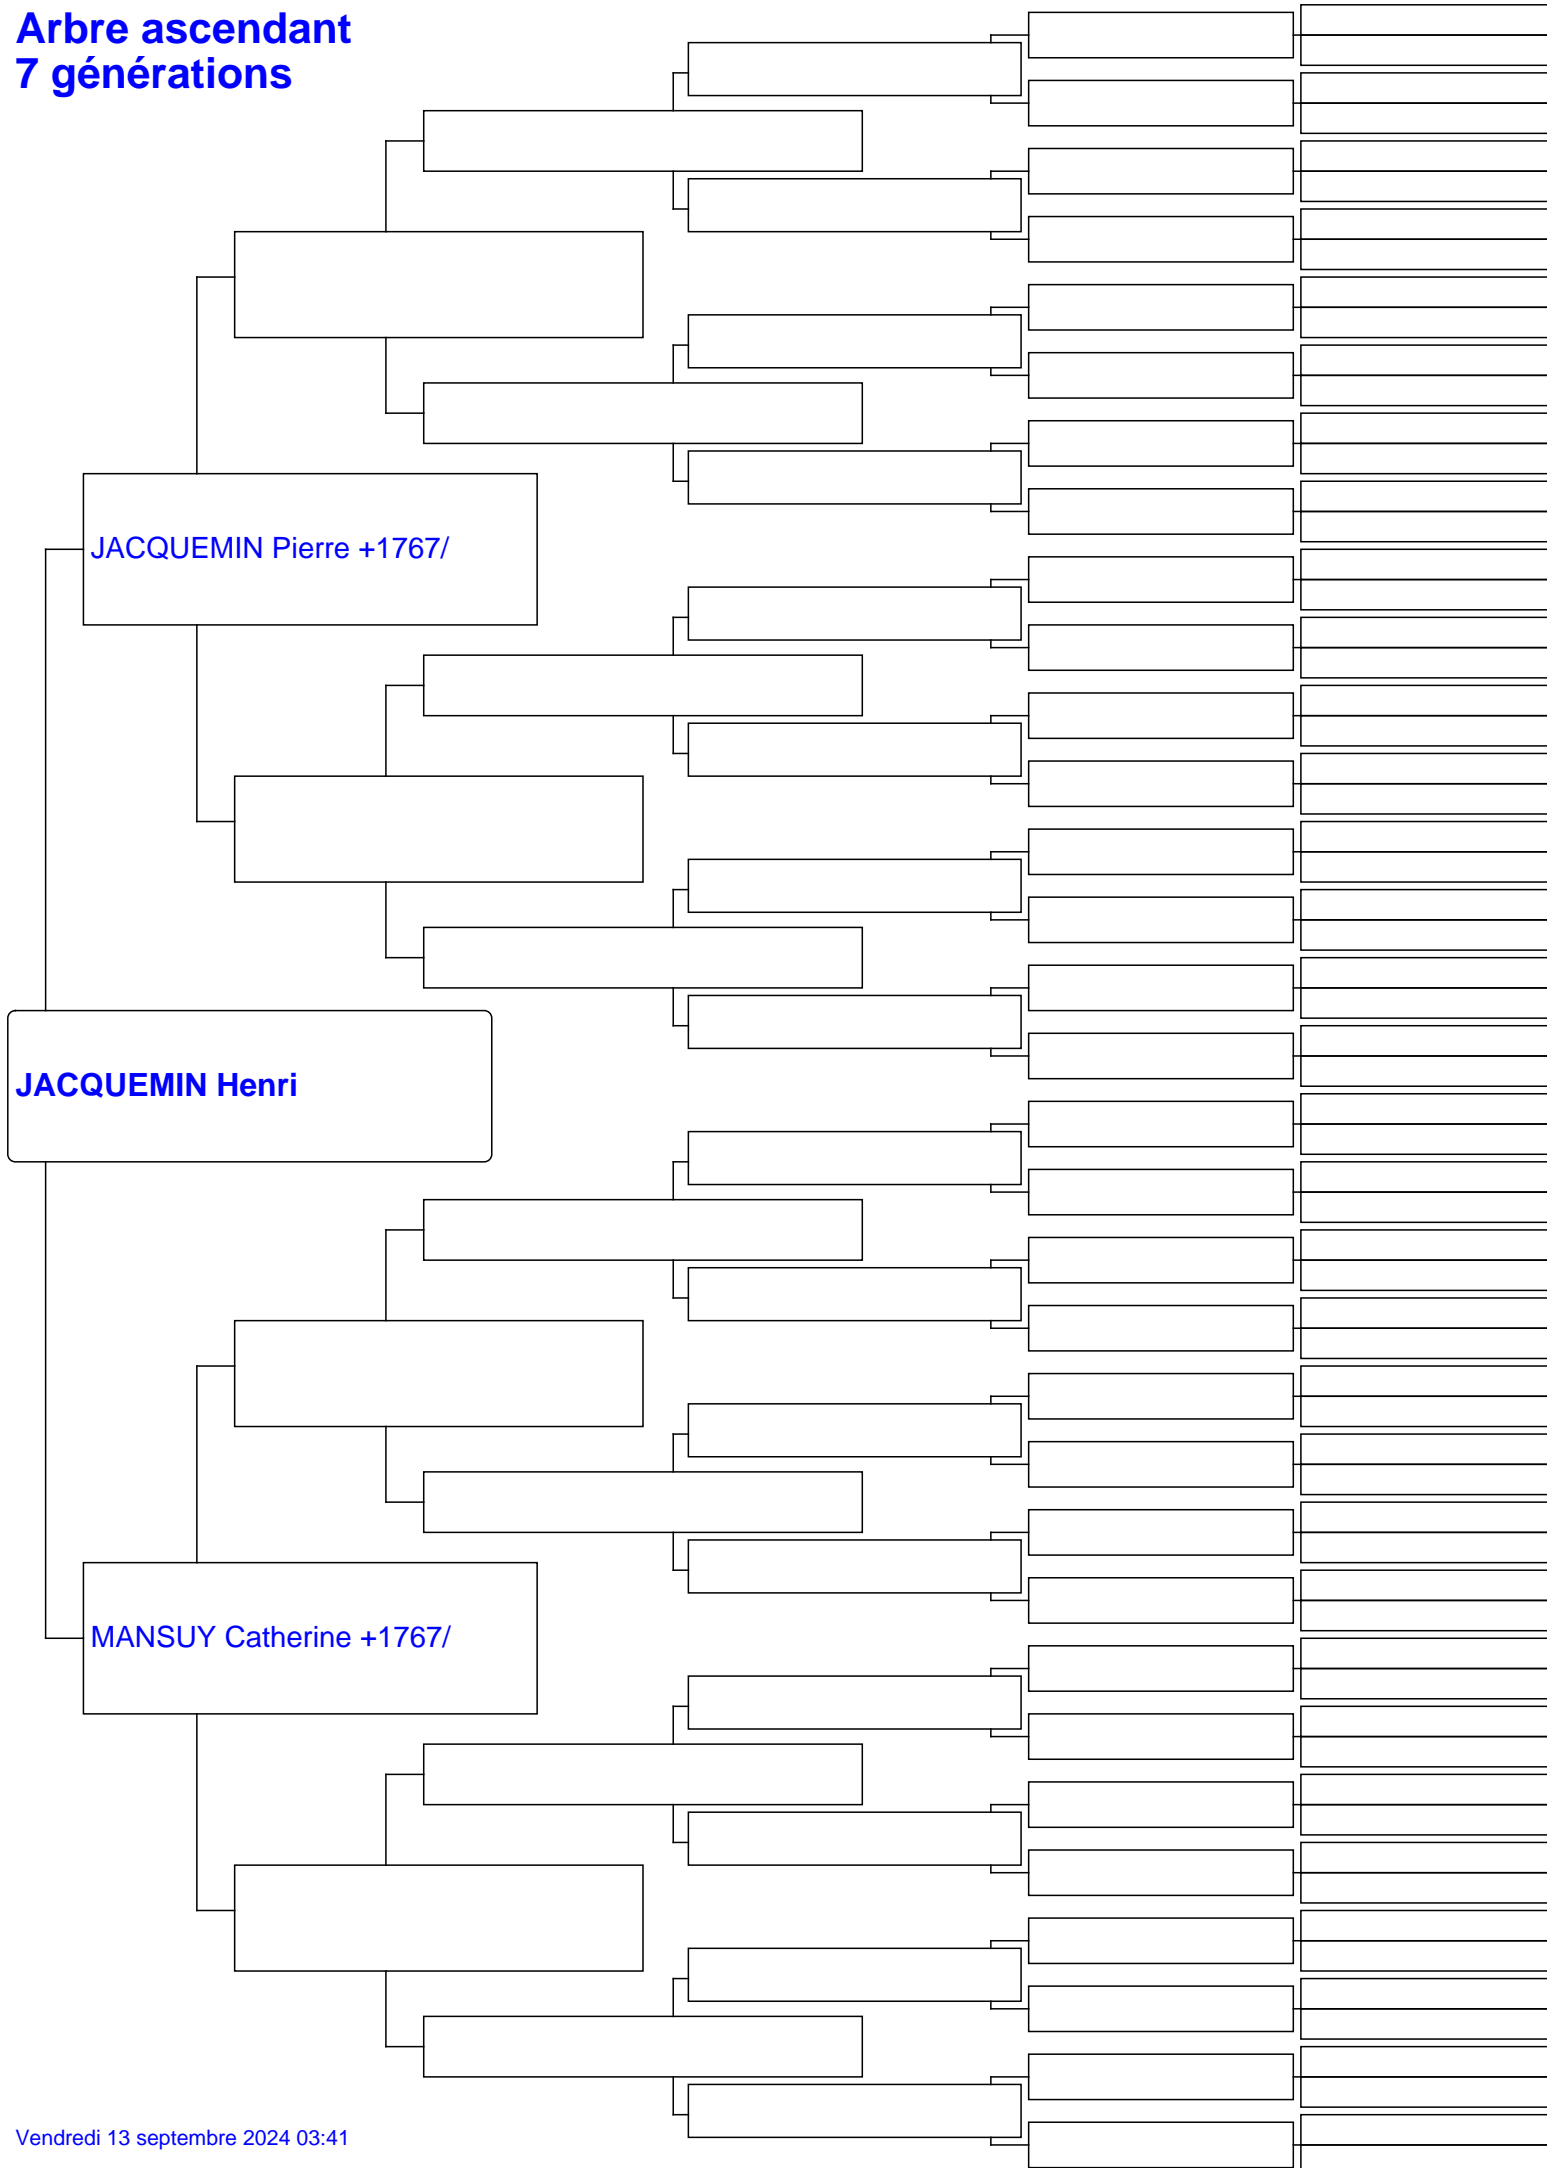 Arbre ascendant
7 générations
JACQUEMIN Pierre +1767/
JACQUEMIN Henri
MANSUY Catherine +1767/
Vendredi 13 septembre 2024 03:41